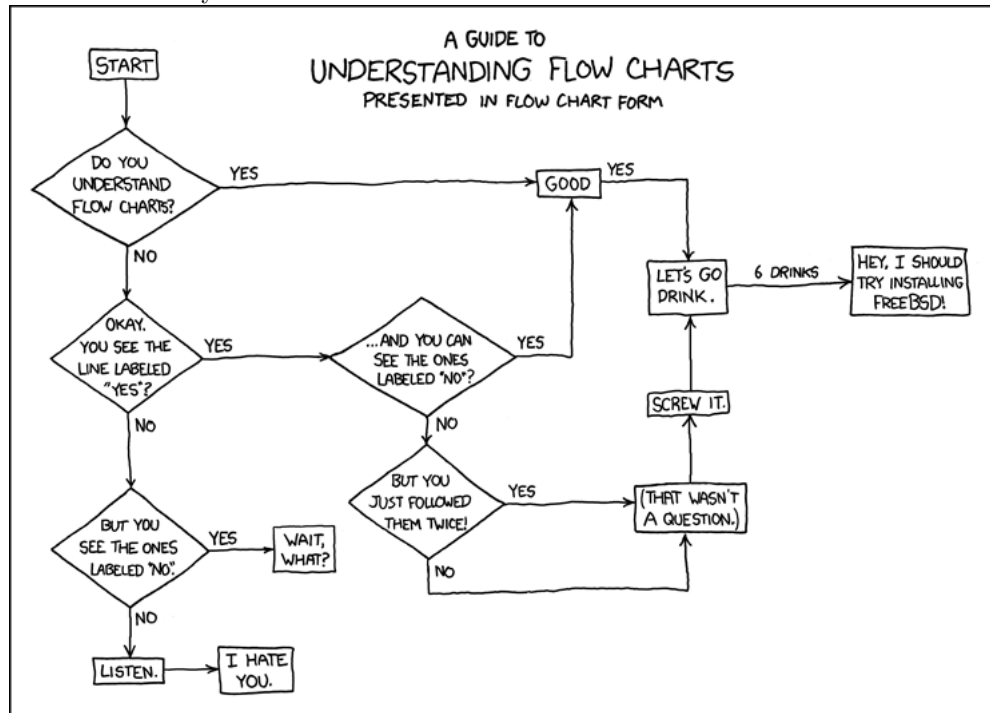 A GUIDE TO
UNDERSTANDING FLOW CHARTS
PRESENTED IN FLOW CHART FORM
START
DO YOU
UNDERSTAND
FLOW CHARTS?
YES
GOOD
YES
NO
LET'S GO
DRINK.
6 DRINKS
HEY, I SHOULD
TRY INSTALLING
FREEBSD!
OKAY.
YOU SEE THE
LINE LABELED
"YES"?
YES
...AND YOU CAN
SEE THE ONES
LABELED "NO"?
YES
NO
NO
SCREW IT.
BUT YOU
JUST FOLLOWED
THEM TWICE!
YES
(THAT WASN'T
A QUESTION.)
NO
BUT YOU
SEE THE ONES
LABELED "NO".
YES
WAIT,
WHAT?
NO
LISTEN.
I HATE
YOU.